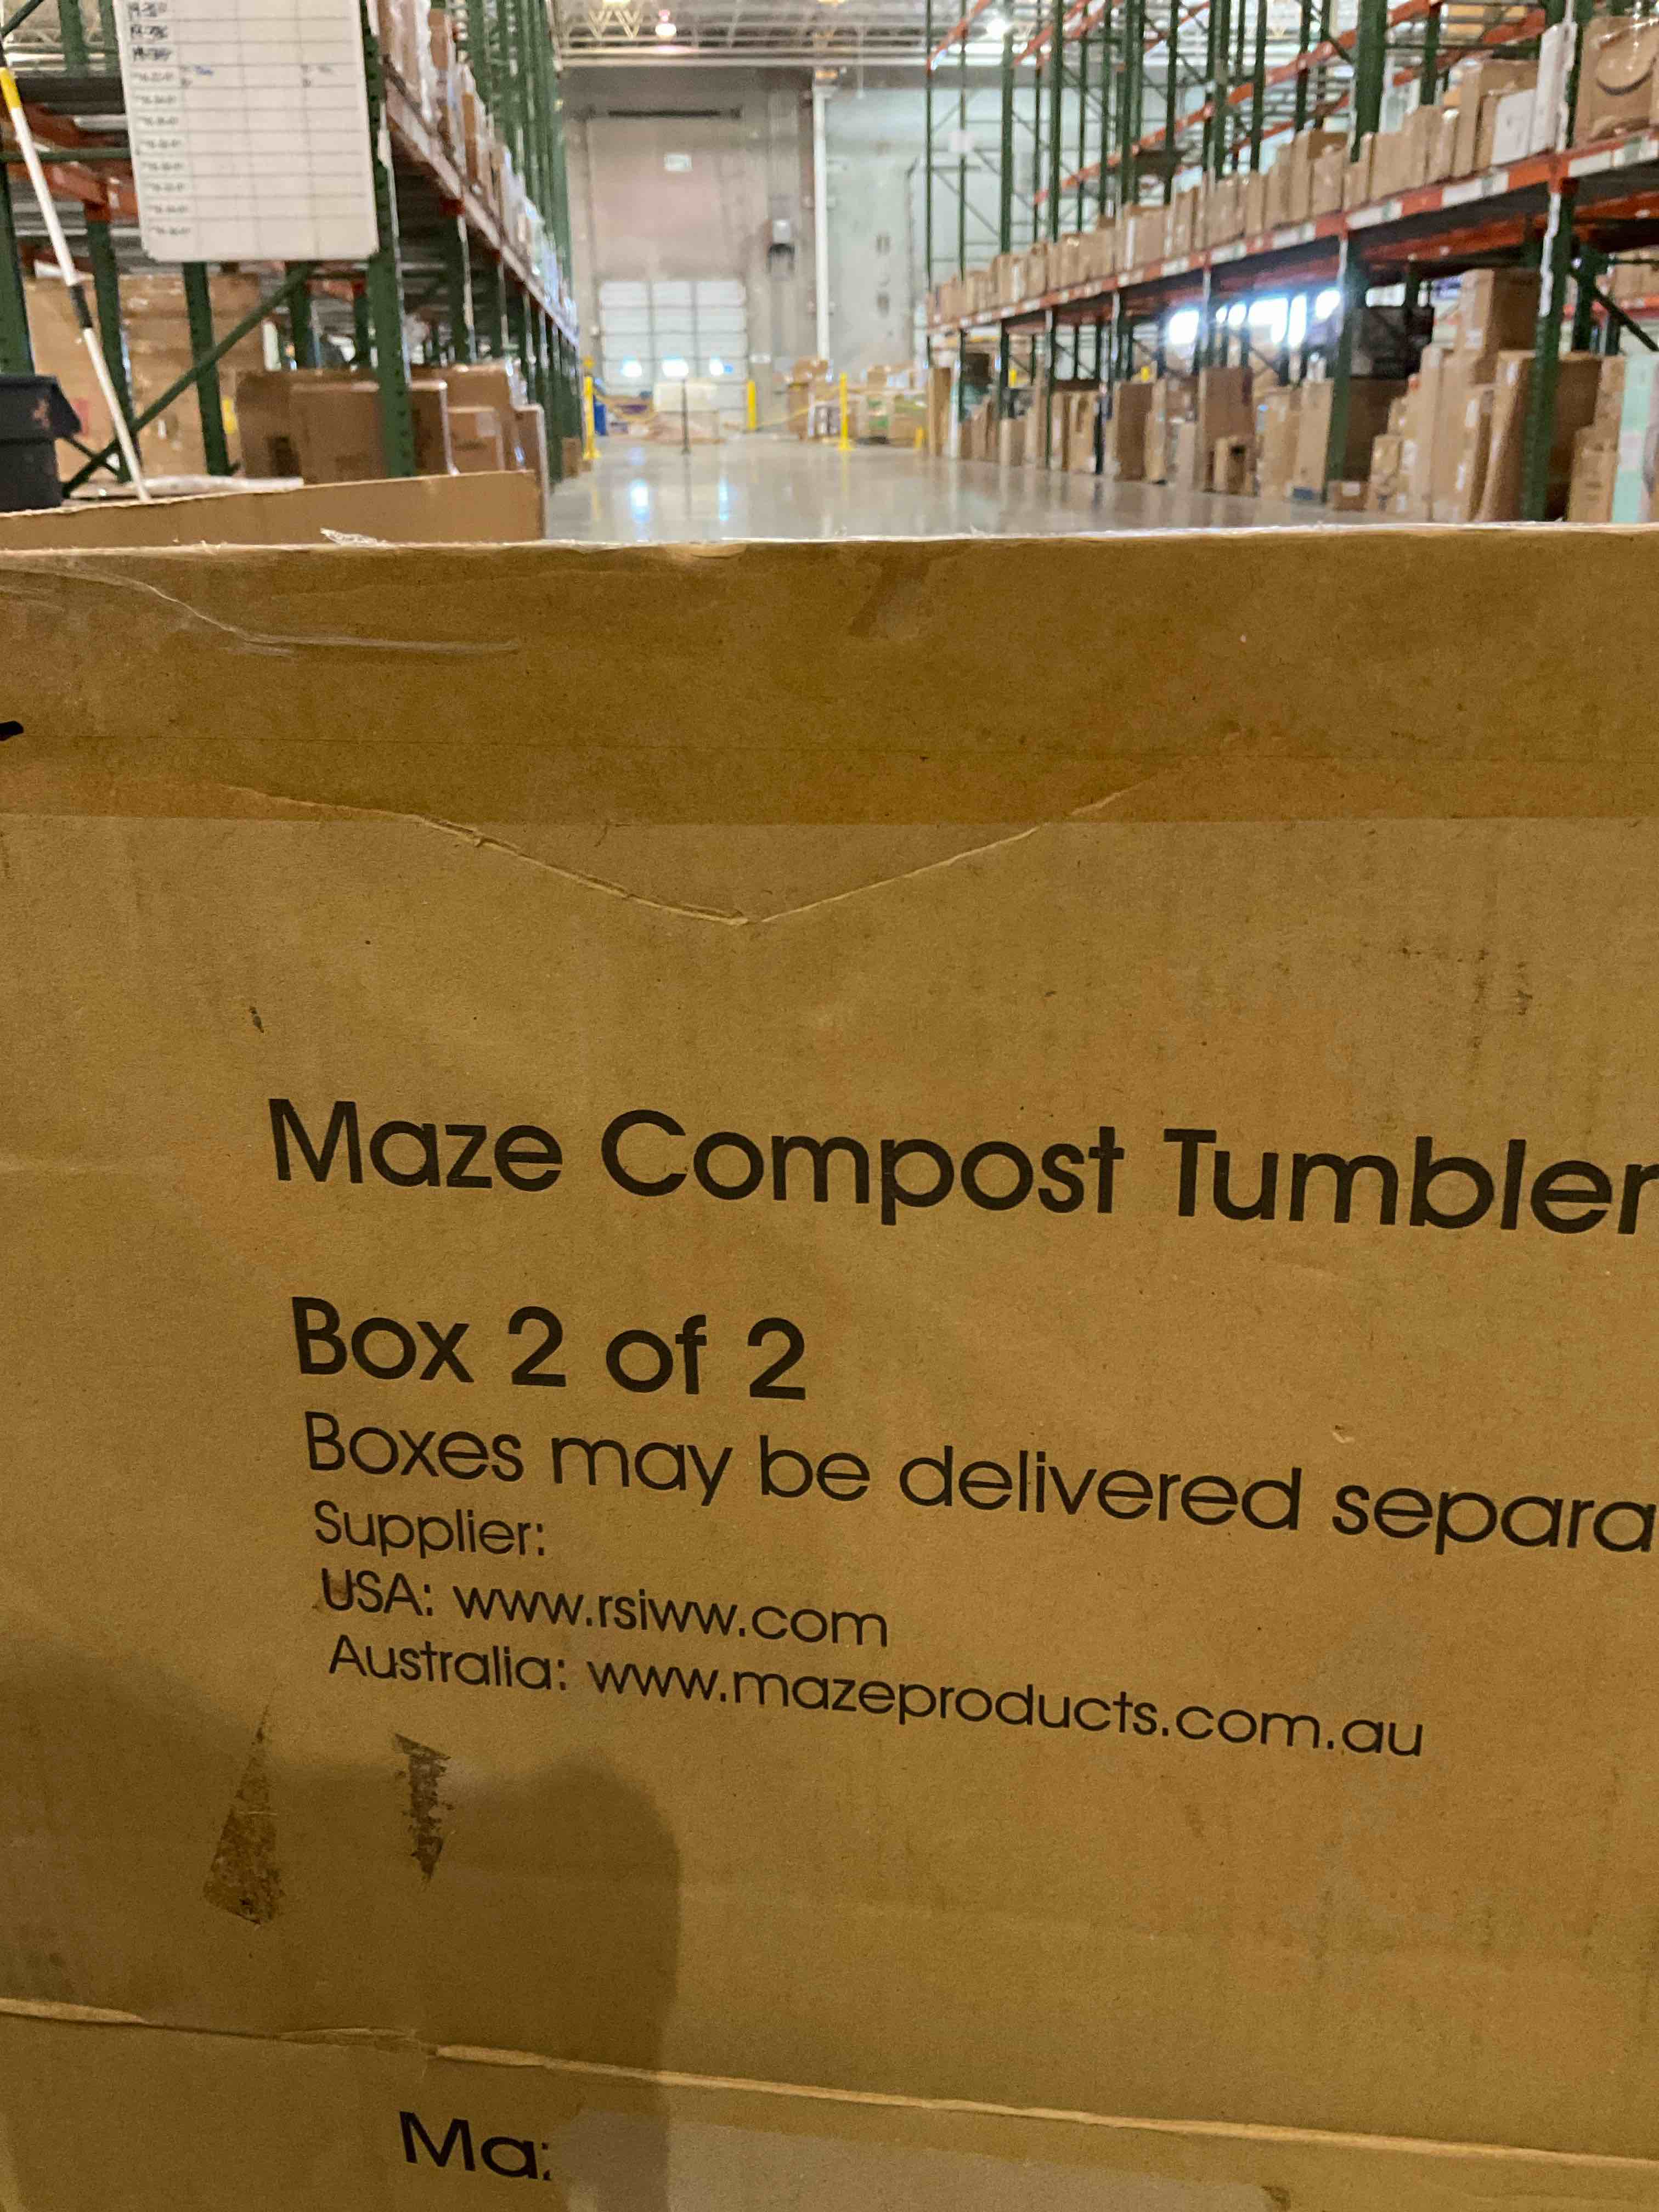 Maze Compost Tumbler
Box 2 of 2
Boxes may be delivered separa
Supplier:
USA: www.rsiww.com
Australia: www.mazeproducts.com.au
Ma